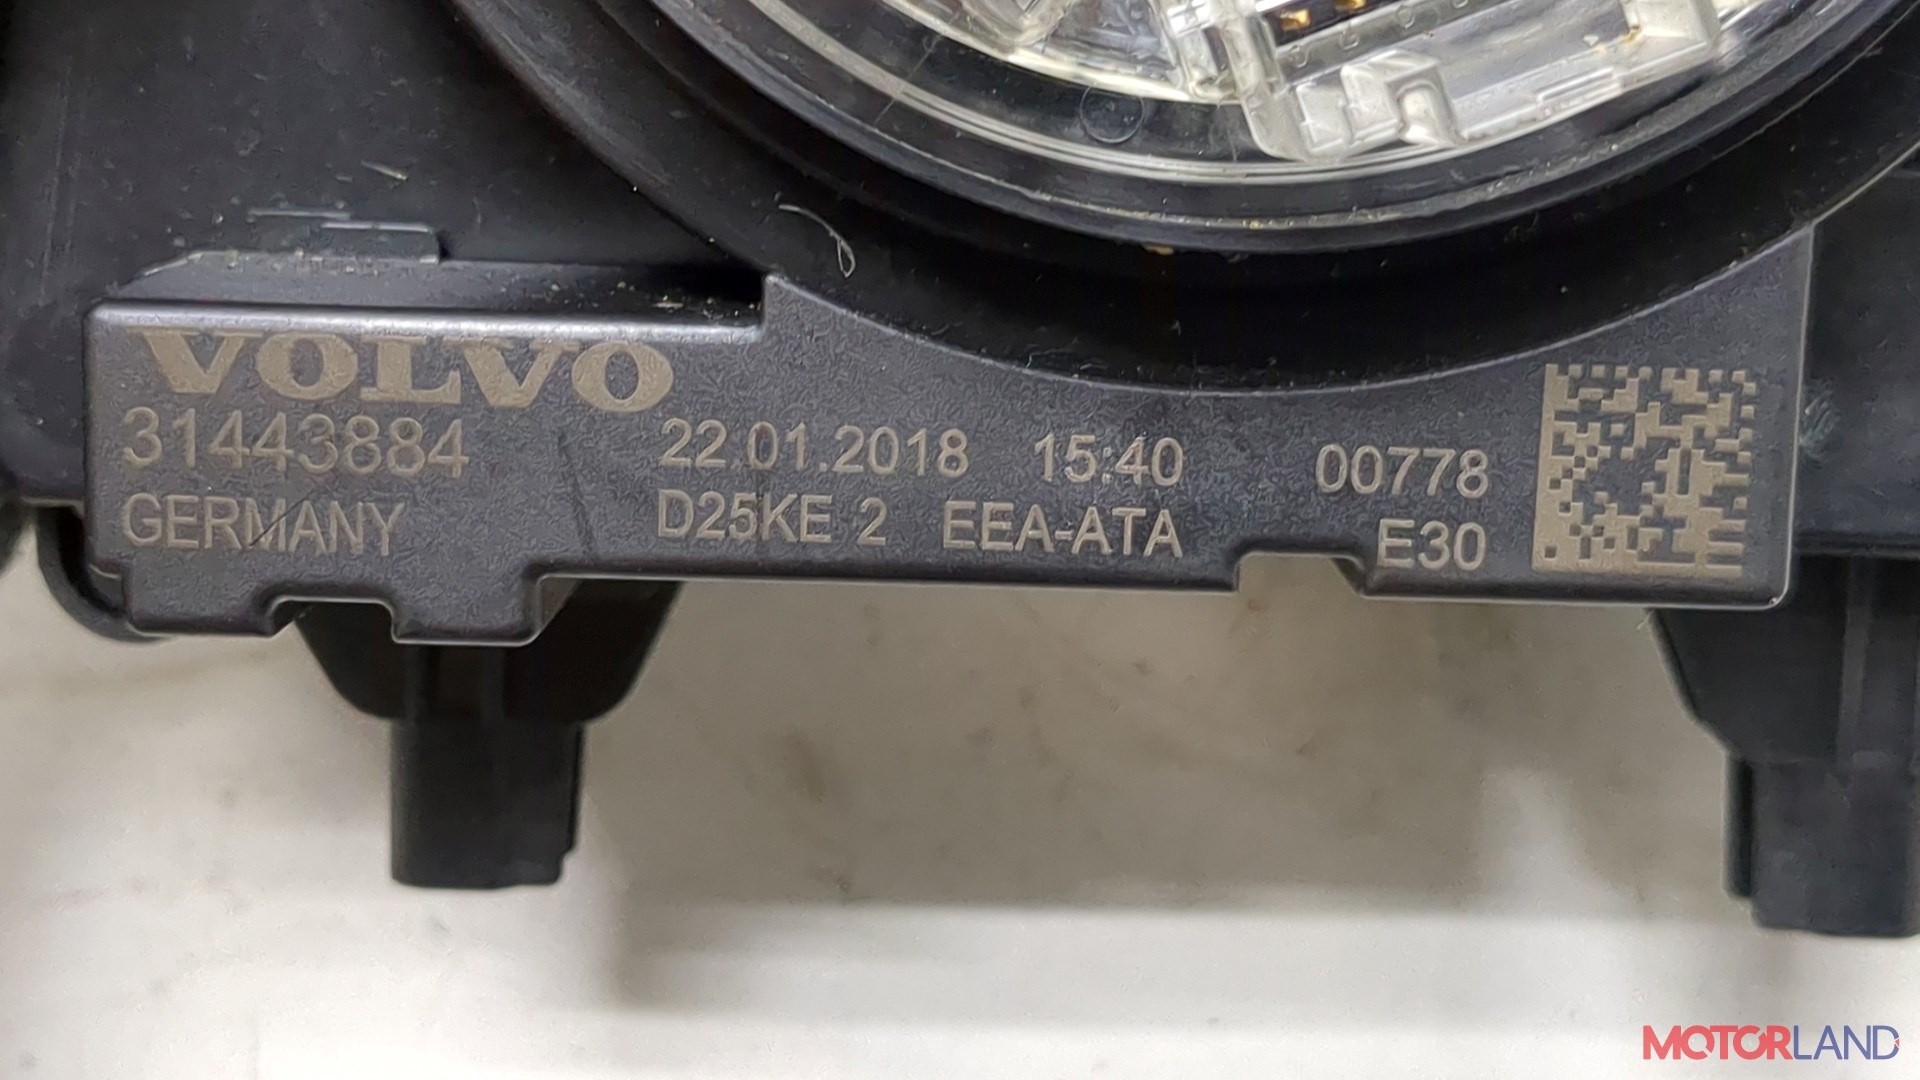 VOLVO
31443884 22.01.2018 15:40 00778
GERMANY D25KE 2 EEA-ATA E30
MOTORLAND